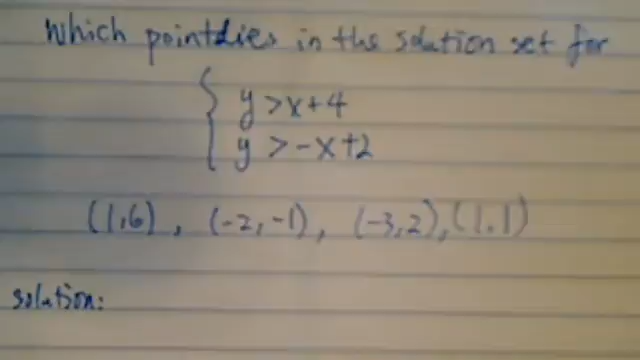 Which point lies in the solution set for
{ y > x+4
y > -x+2
(1,6), (-2,-1), (-3,2), (1,1)
solution: